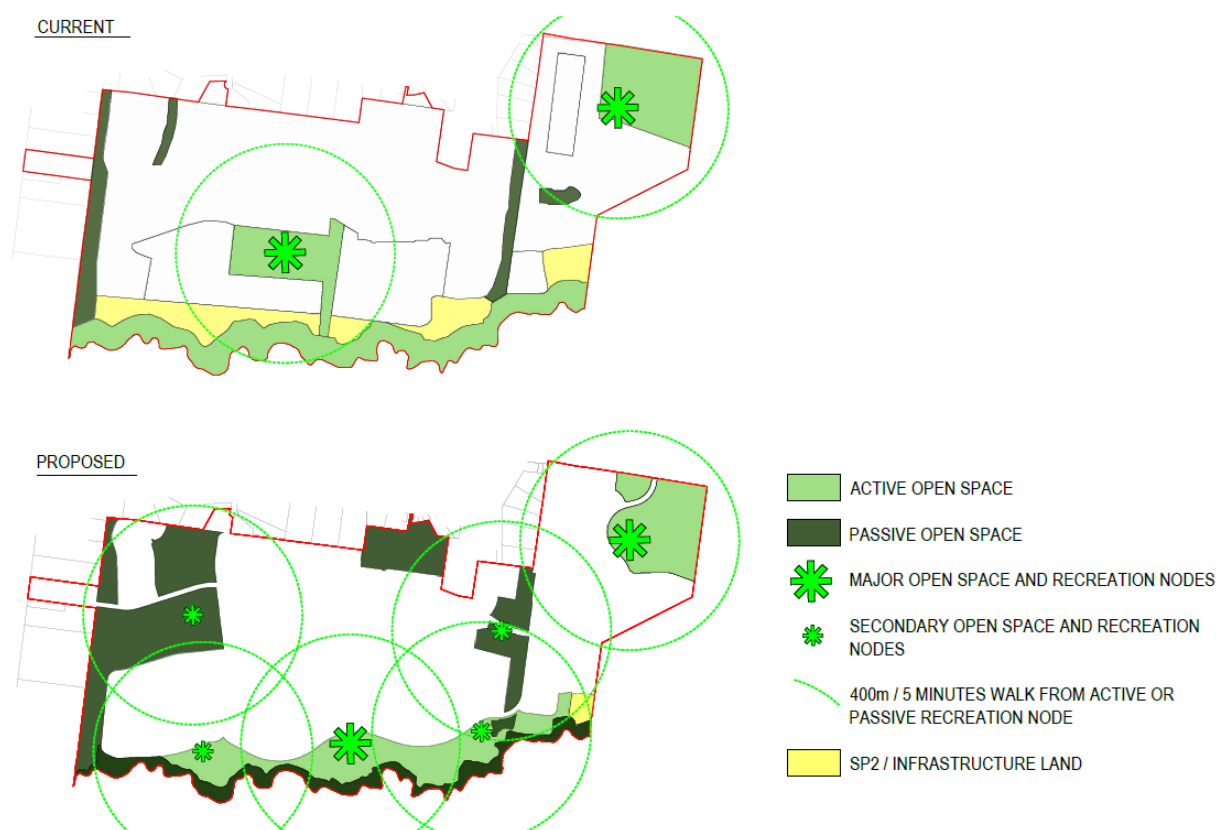 CURRENT
PROPOSED
ACTIVE OPEN SPACE
PASSIVE OPEN SPACE
MAJOR OPEN SPACE AND RECREATION NODES
SECONDARY OPEN SPACE AND RECREATION
NODES
400m / 5 MINUTES WALK FROM ACTIVE OR
PASSIVE RECREATION NODE
SP2 / INFRASTRUCTURE LAND